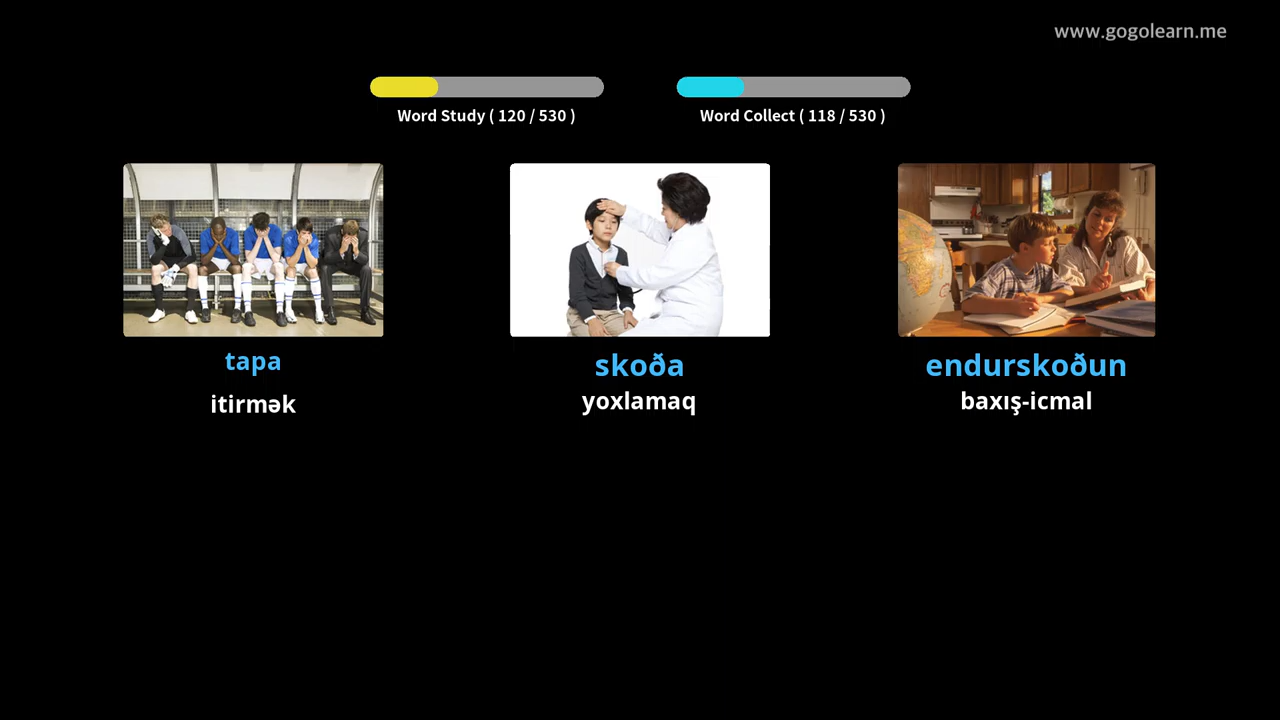 www.gogolearn.me
Word Study ( 120 / 530 )
Word Collect ( 118 / 530 )
tapa
itirmək
skoða
yoxlamaq
endurskoðun
baxış-icmal